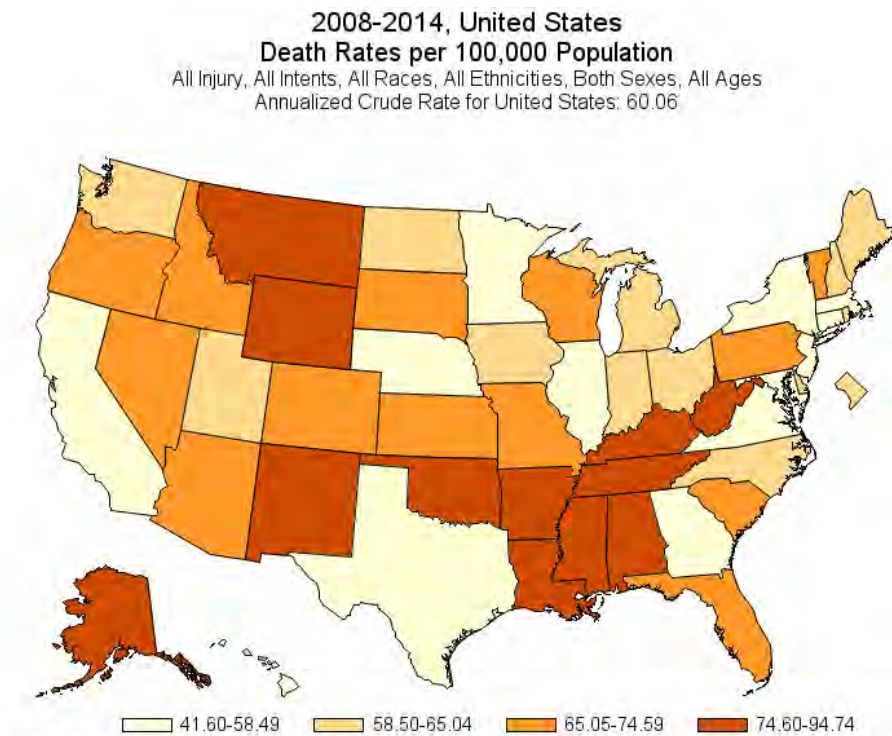 2008-2014, United States
Death Rates per 100,000 Population
All Injury, All Intents, All Races, All Ethnicities, Both Sexes, All Ages
Annualized Crude Rate for United States: 60.06
41.60-58.49 58.50-65.04 65.05-74.59 74.60-94.74